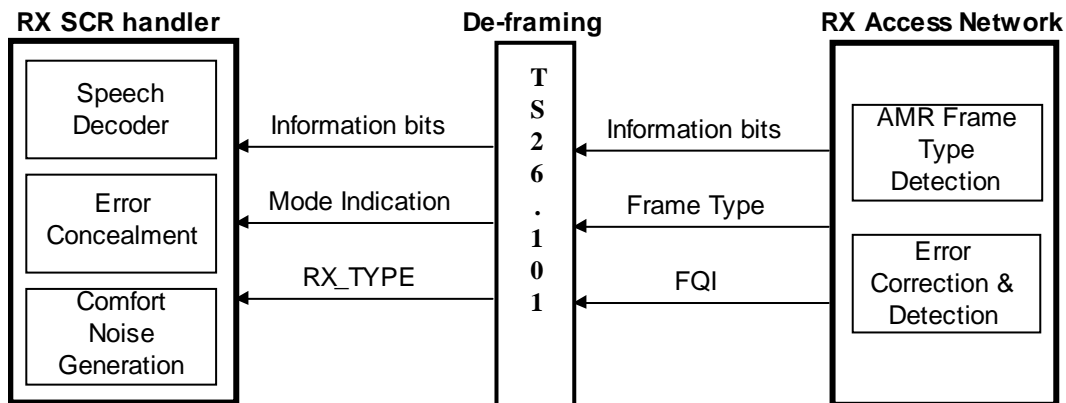 RX SCR handler
De-framing
RX Access Network
Speech
Decoder
Error
Concealment
Comfort
Noise
Generation
Information bits
Mode Indication
RX_TYPE
T
S
2
6
.
1
0
1
Information bits
Frame Type
FQI
AMR Frame
Type
Detection
Error
Correction &
Detection